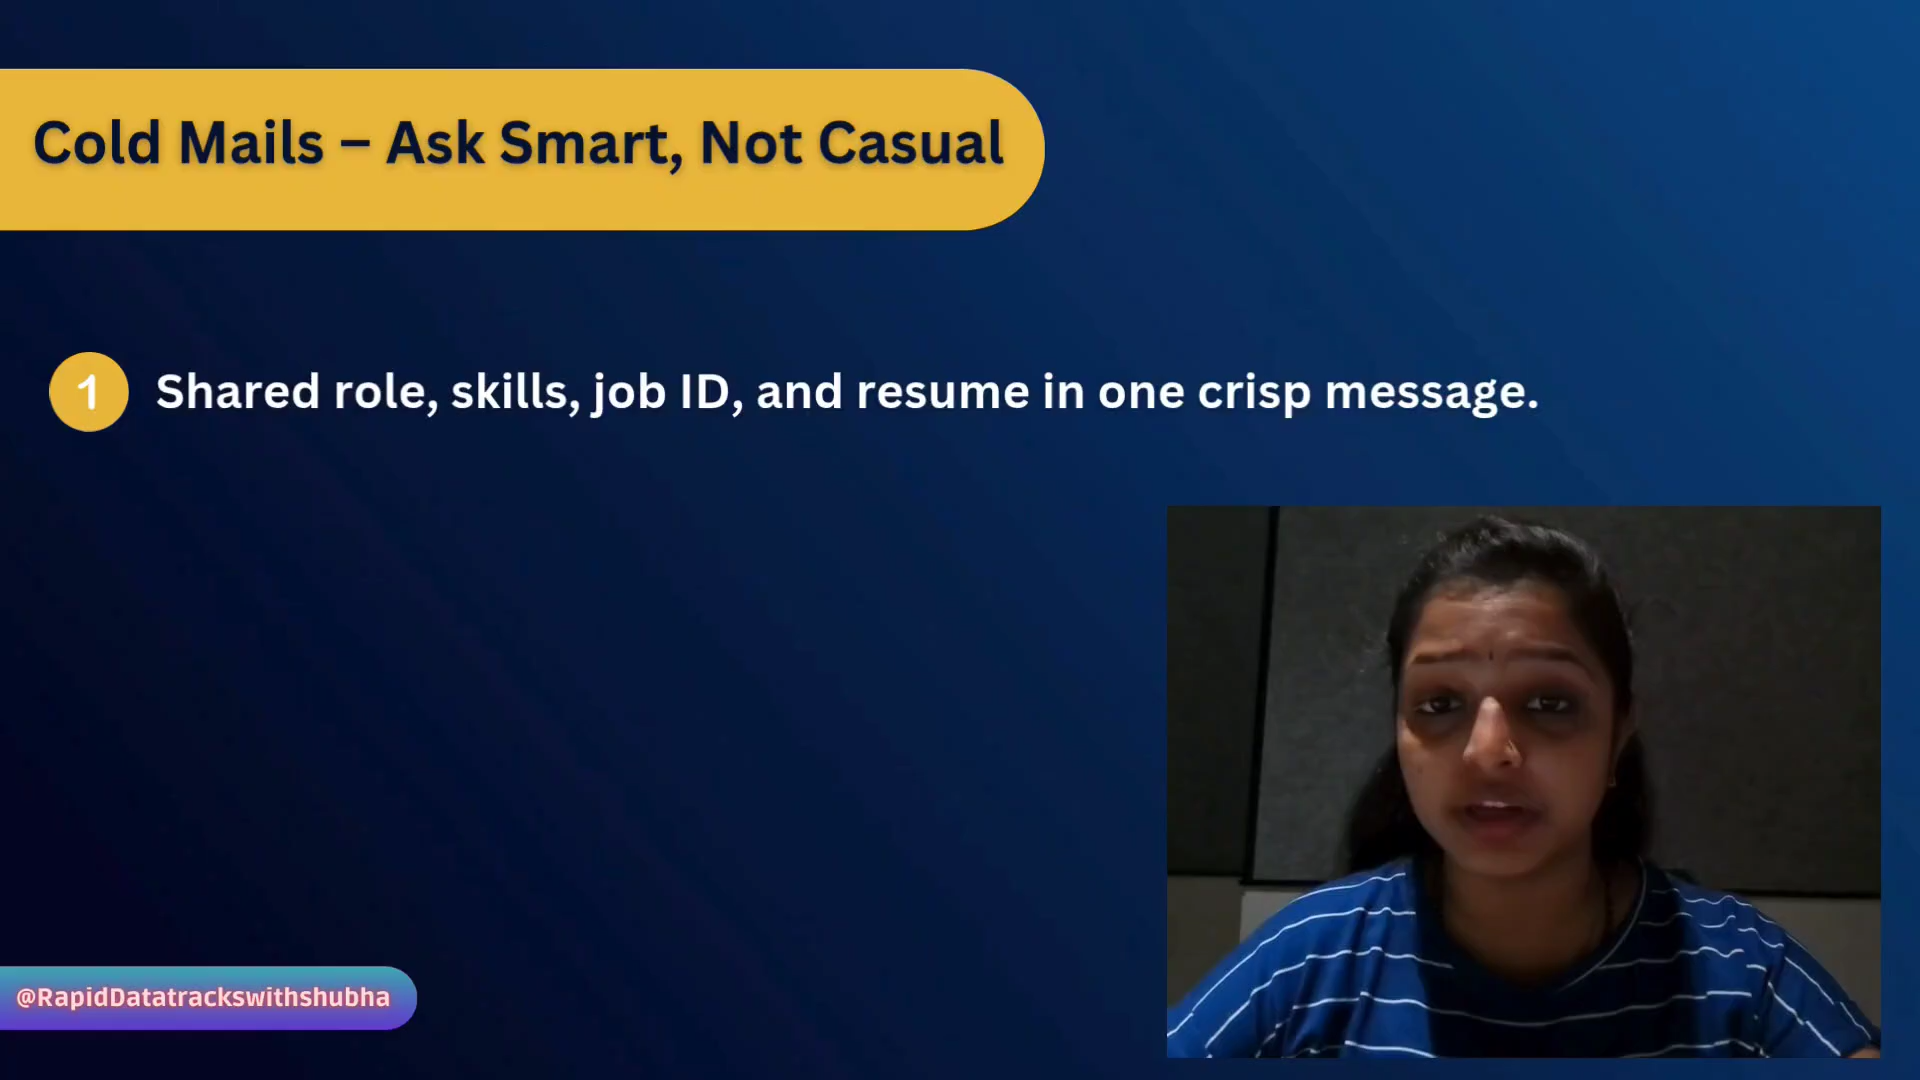 Cold Mails – Ask Smart, Not Casual
1 Shared role, skills, job ID, and resume in one crisp message.
@RapidDatatrackswithshubha